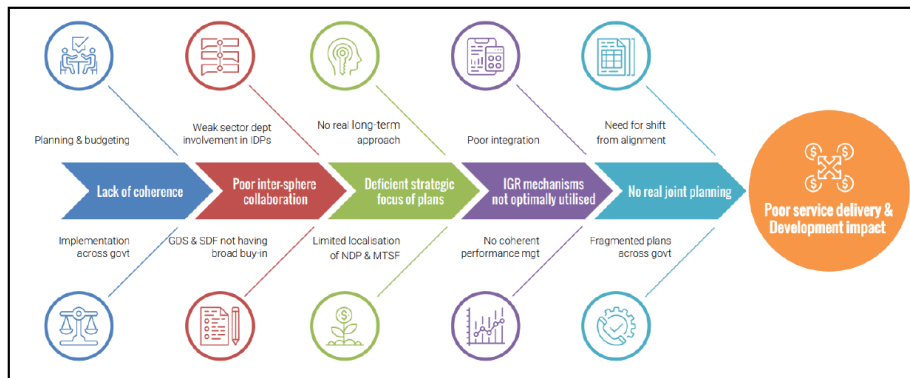 Planning & budgeting
Weak sector dept
involvement in IDPs
No real long-term
approach
Poor integration
Need for shift
from alignment
Lack of coherence
Poor inter-sphere
collaboration
Deficient strategic
focus of plans
IGR mechanisms
not optimally utilised
No real joint planning
Poor service delivery &
Development impact
Implementation
across govt
GDS & SDF not having
broad buy-in
Limited localisation
of NDP & MTSF
No coherent
performance mgt
Fragmented plans
across govt